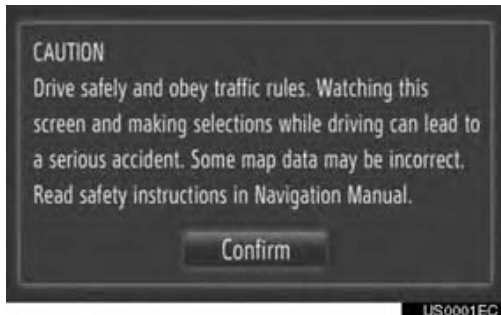 CAUTION
Drive safely and obey traffic rules. Watching this
screen and making selections while driving can lead to
a serious accident. Some map data may be incorrect.
Read safety instructions in Navigation Manual.
Confirm
US0001EC